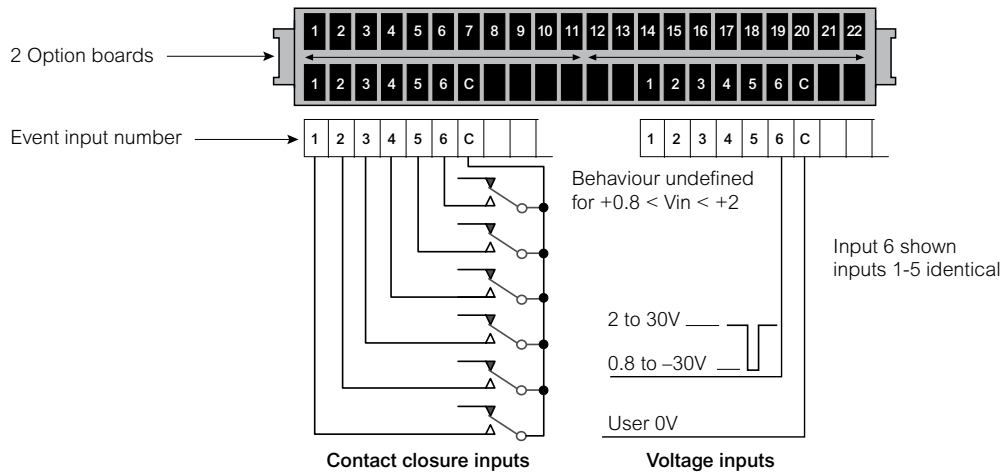 1 2 3 4 5 6 7 8 9 10 11 12 13 14 15 16 17 18 19 20 21 22
2 Option boards
1 2 3 4 5 6 C 1 2 3 4 5 6 C
Event input number
1 2 3 4 5 6 C 1 2 3 4 5 6 C
Behaviour undefined
for +0.8 < Vin < +2
Input 6 shown
inputs 1-5 identical
2 to 30V
0.8 to –30V
User 0V
Contact closure inputs
Voltage inputs